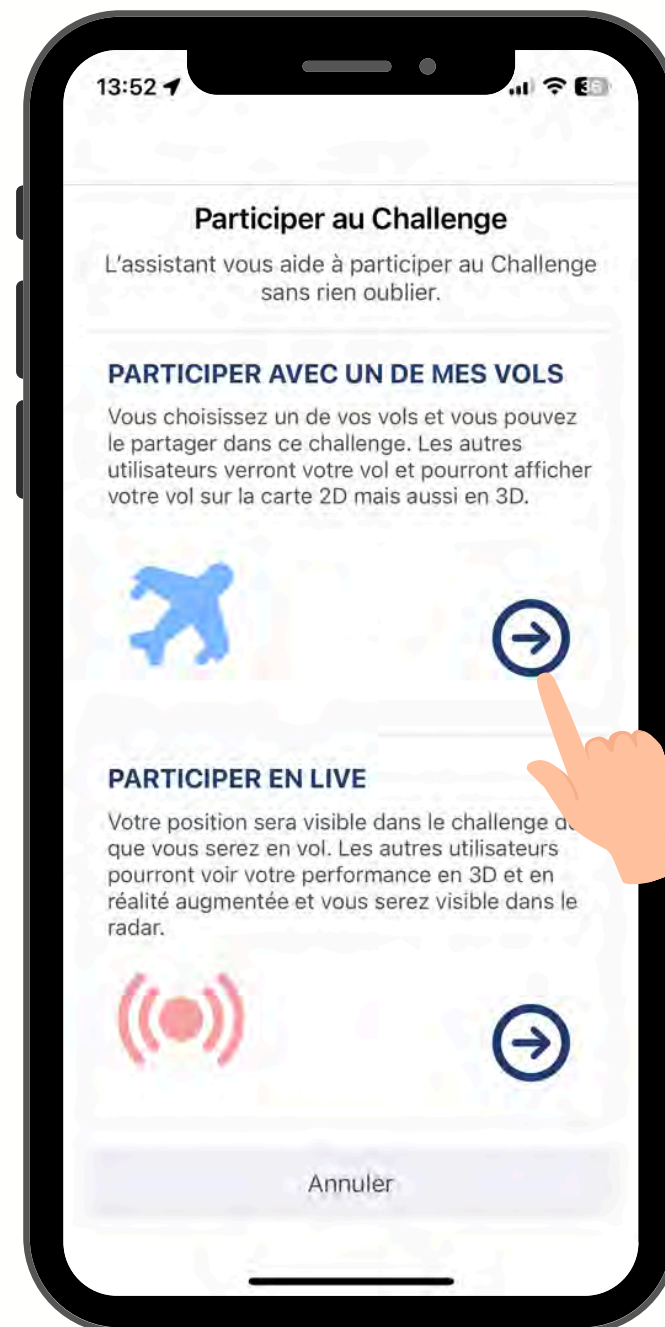 13:52
36
Participer au Challenge
L'assistant vous aide à participer au Challenge
sans rien oublier.
PARTICIPER AVEC UN DE MES VOLS
Vous choisissez un de vos vols et vous pouvez
le partager dans ce challenge. Les autres
utilisateurs verront votre vol et pourront afficher
votre vol sur la carte 2D mais aussi en 3D.
PARTICIPER EN LIVE
Votre position sera visible dans le challenge
que vous serez en vol. Les autres utilisateurs
pourront voir votre performance en 3D et en
réalité augmentée et vous serez visible dans le
radar.
Annuler